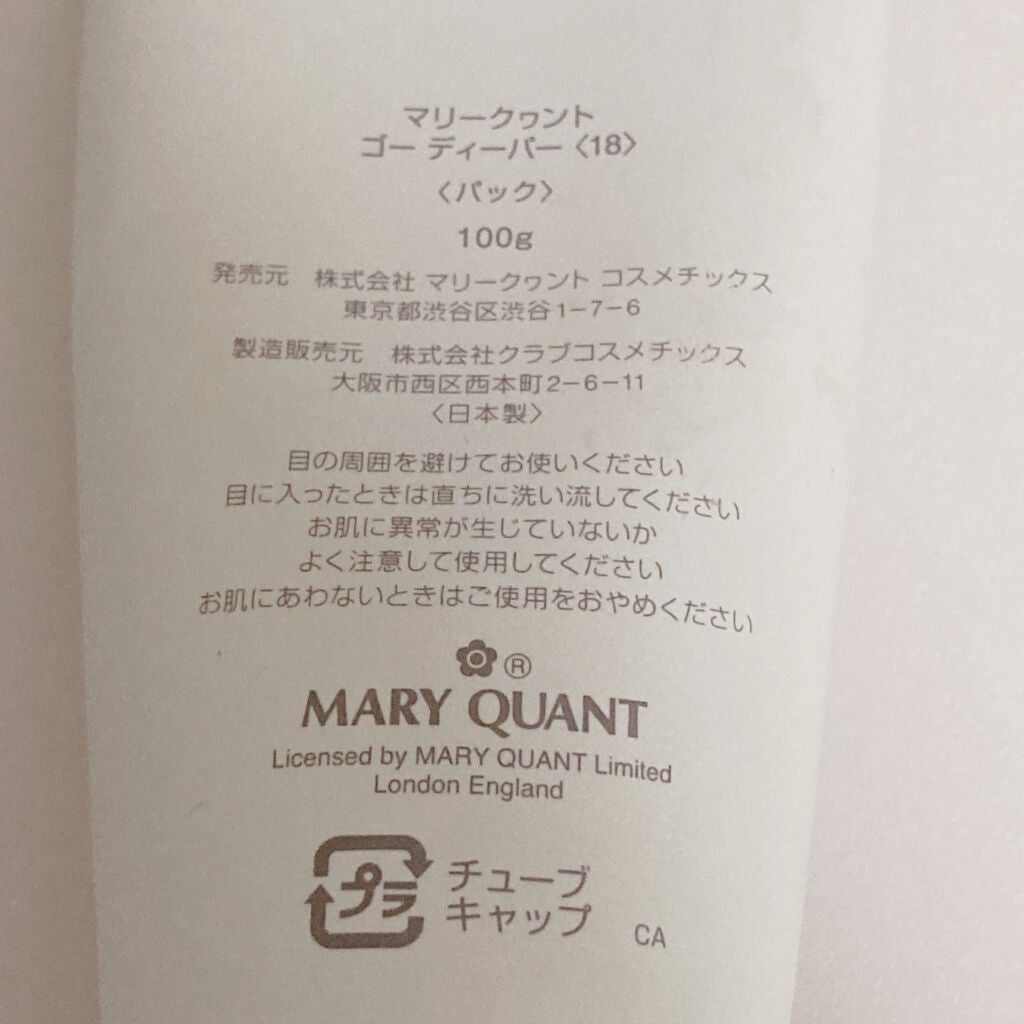 マリークヮント
ゴー ディーパー〈18〉
〈パック〉
100g
発売元 株式会社 マリークヮント コスメチックス
東京都渋谷区渋谷1-7-6
製造販売元 株式会社クラブコスメチックス
大阪市西区西本町2-6-11
〈日本製〉
目の周囲を避けてお使いください
目に入ったときは直ちに洗い流してください
お肌に異常が生じていないか
よく注意して使用してください
お肌にあわないときはご使用をおやめください
®
MARY QUANT
Licensed by MARY QUANT Limited
London England
プラ
チューブ
キャップ
CA